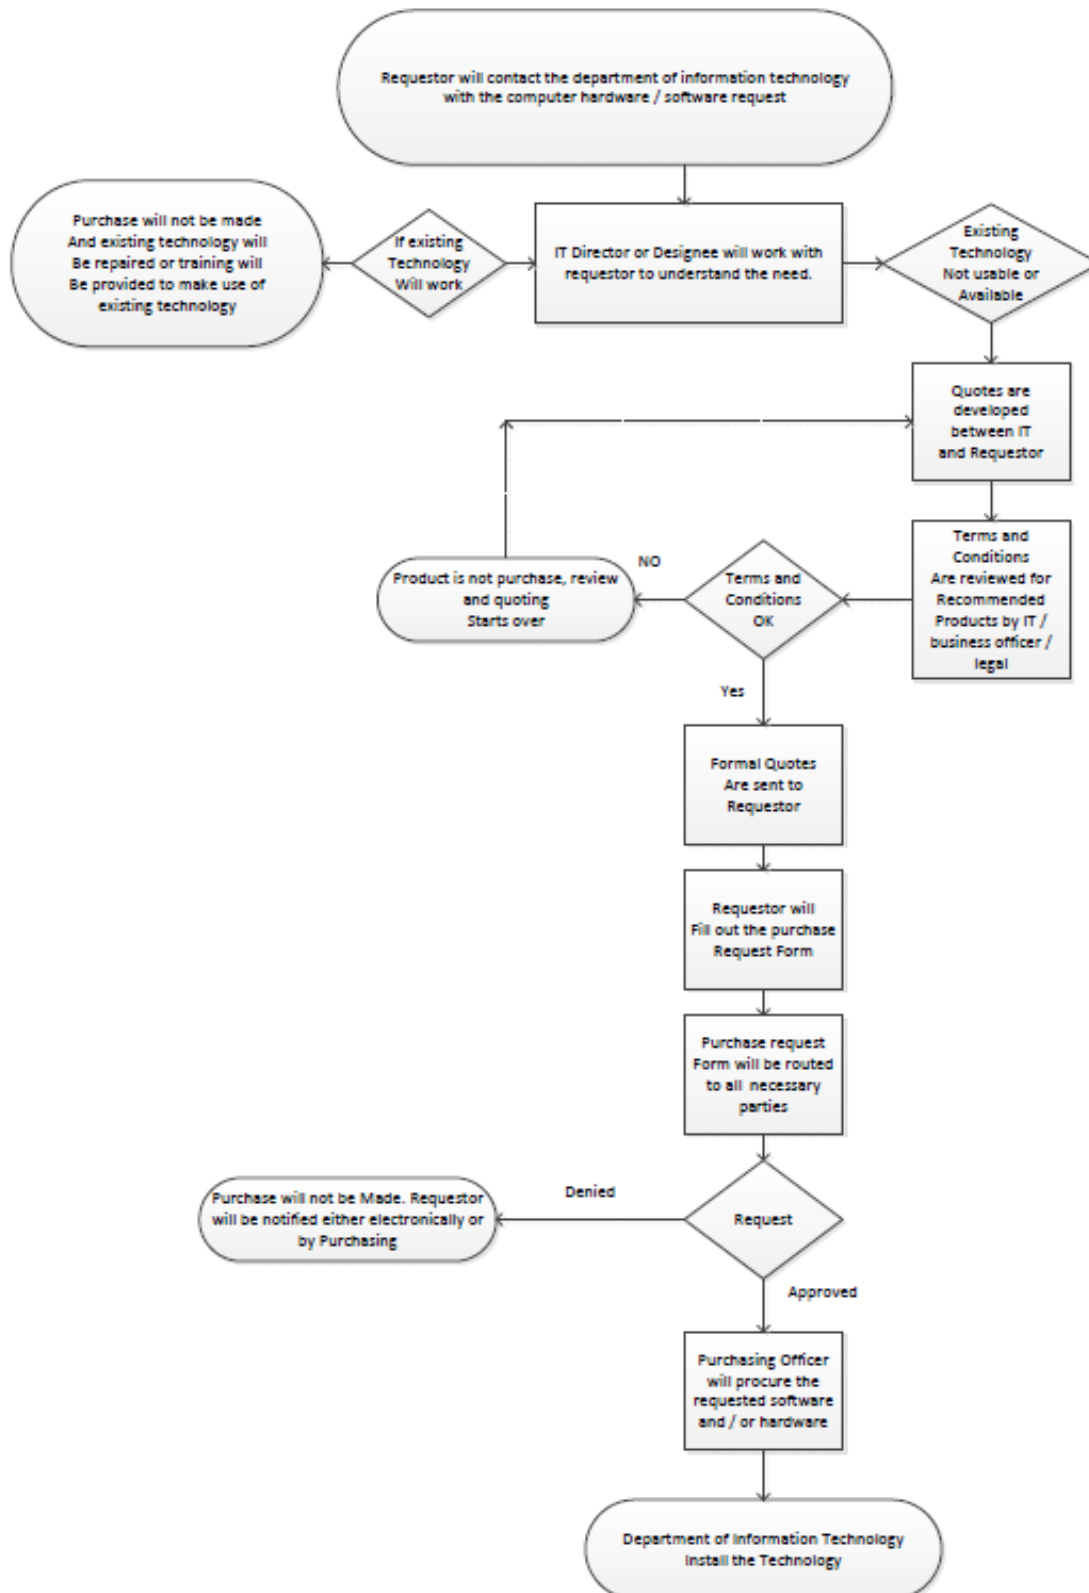 Requestor will contact the department of information technology
with the computer hardware / software request
Purchase will not be made
And existing technology will
Be repaired or training will
Be provided to make use of
existing technology
If existing
Technology
Will work
IT Director or Designee will work with
requestor to understand the need.
Existing
Technology
Not usable or
Available
Quotes are
developed
between IT
and Requestor
Terms and
Conditions
Are reviewed for
Recommended
Products by IT /
business officer /
legal
Terms and
Conditions
OK
NO
Product is not purchase, review
and quoting
Starts over
Yes
Formal Quotes
Are sent to
Requestor
Requestor will
Fill out the purchase
Request Form
Purchase request
Form will be routed
to all necessary
parties
Request
Denied
Purchase will not be Made. Requestor
will be notified either electronically or
by Purchasing
Approved
Purchasing Officer
will procure the
requested software
and / or hardware
Department of Information Technology
Install the Technology